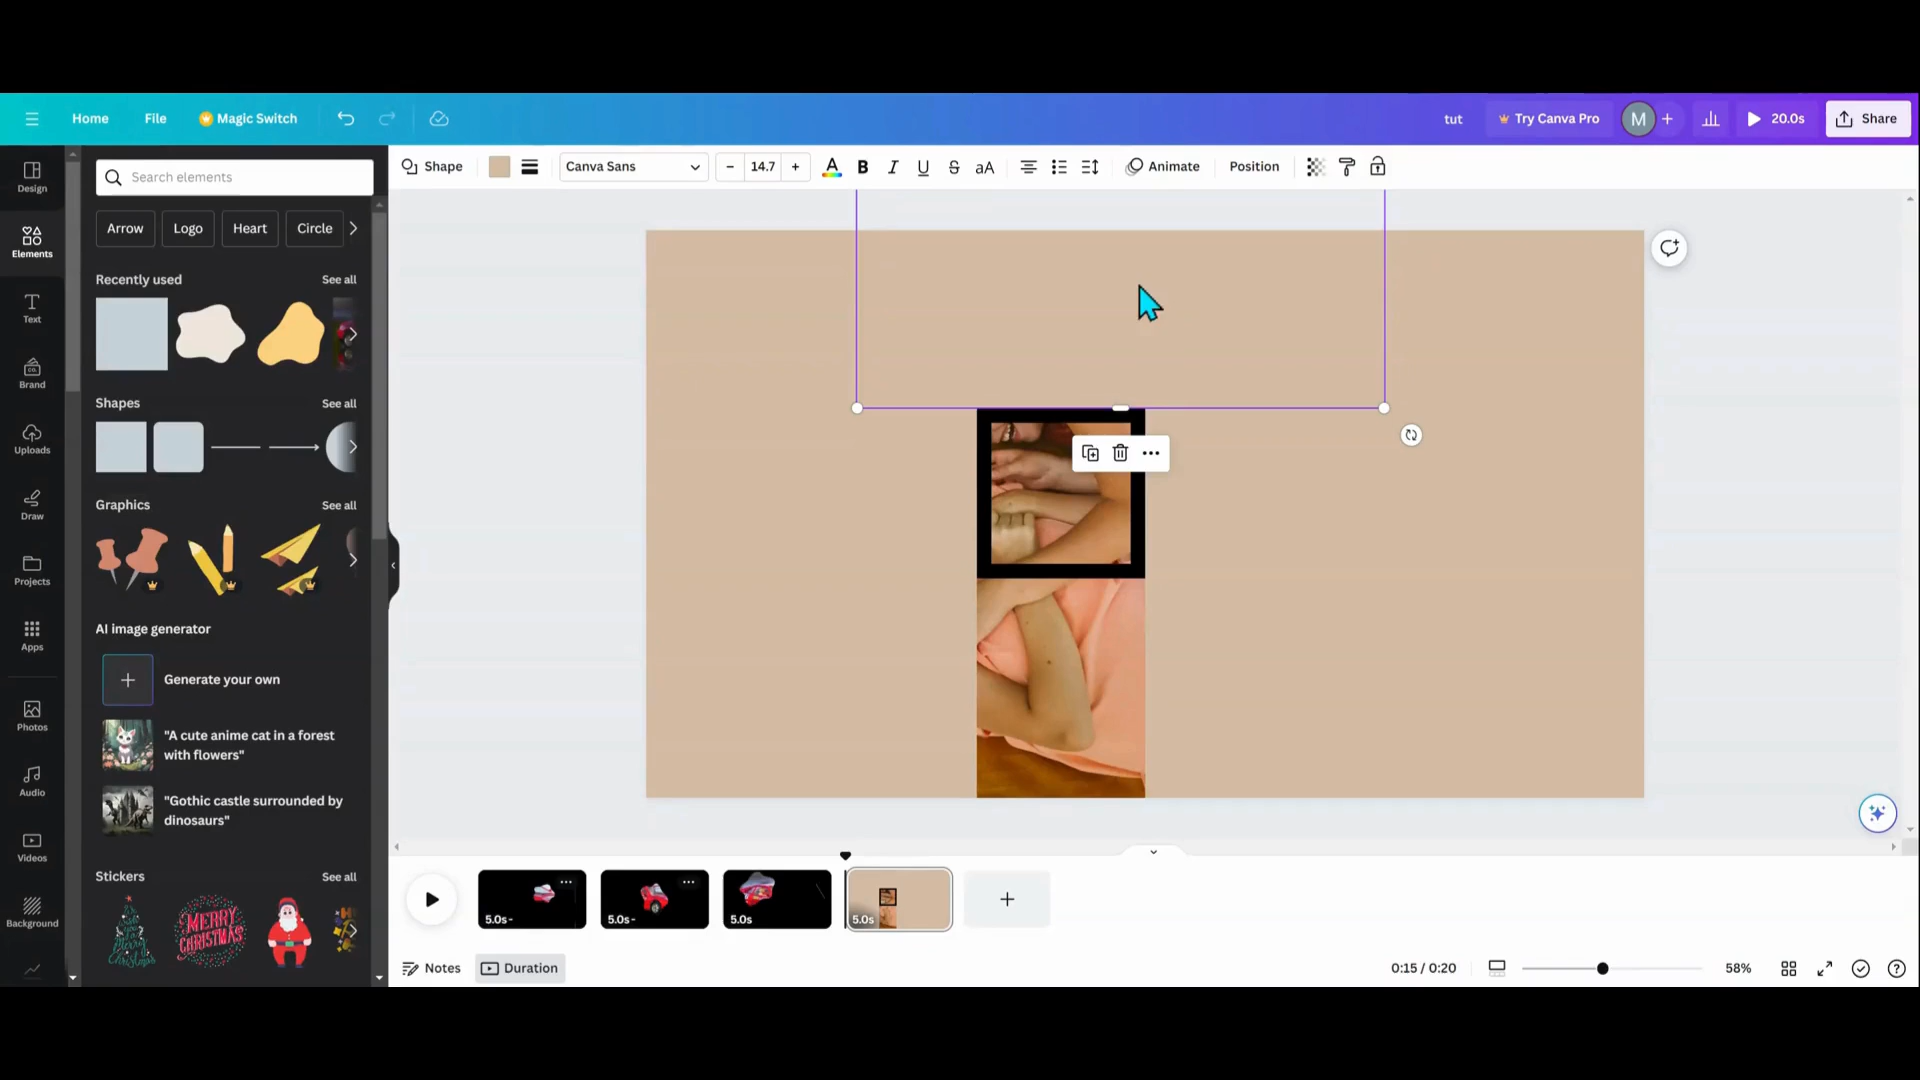 Home File Magic Switch tut Try Canva Pro M 20.0s Share
Shape Canva Sans – 14.7 + A B I U S aA Animate Position
Design
Elements
Text
Brand
Uploads
Draw
Projects
Apps
Photos
Audio
Videos
Background
Search elements
Arrow Logo Heart Circle
Recently used See all
Shapes See all
Graphics See all
AI image generator
Generate your own
"A cute anime cat in a forest
with flowers"
"Gothic castle surrounded by
dinosaurs"
Stickers See all
MERRY
CHRISTMAS
5.0s- 5.0s- 5.0s 5.0s
Notes Duration 0:15 / 0:20 58%